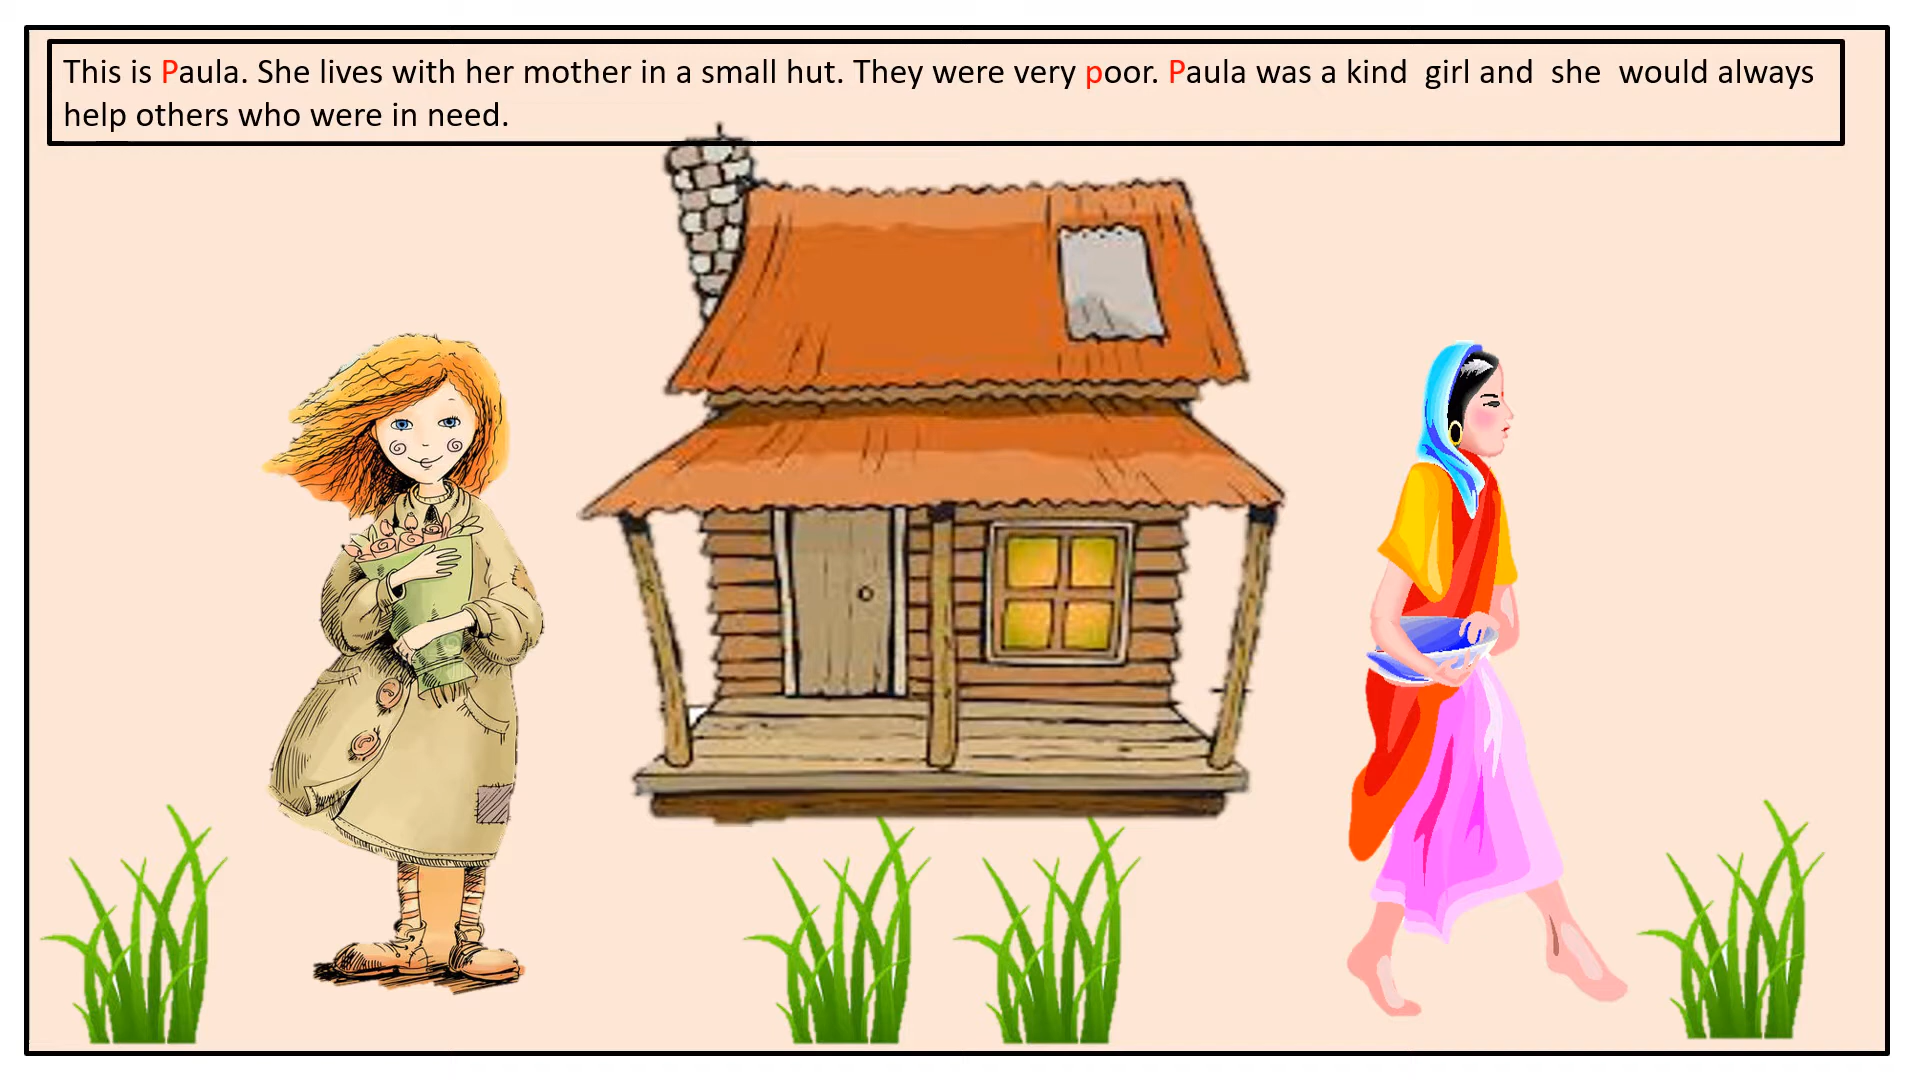 This is Paula. She lives with her mother in a small hut. They were very poor. Paula was a kind  girl and  she  would always
help others who were in need.